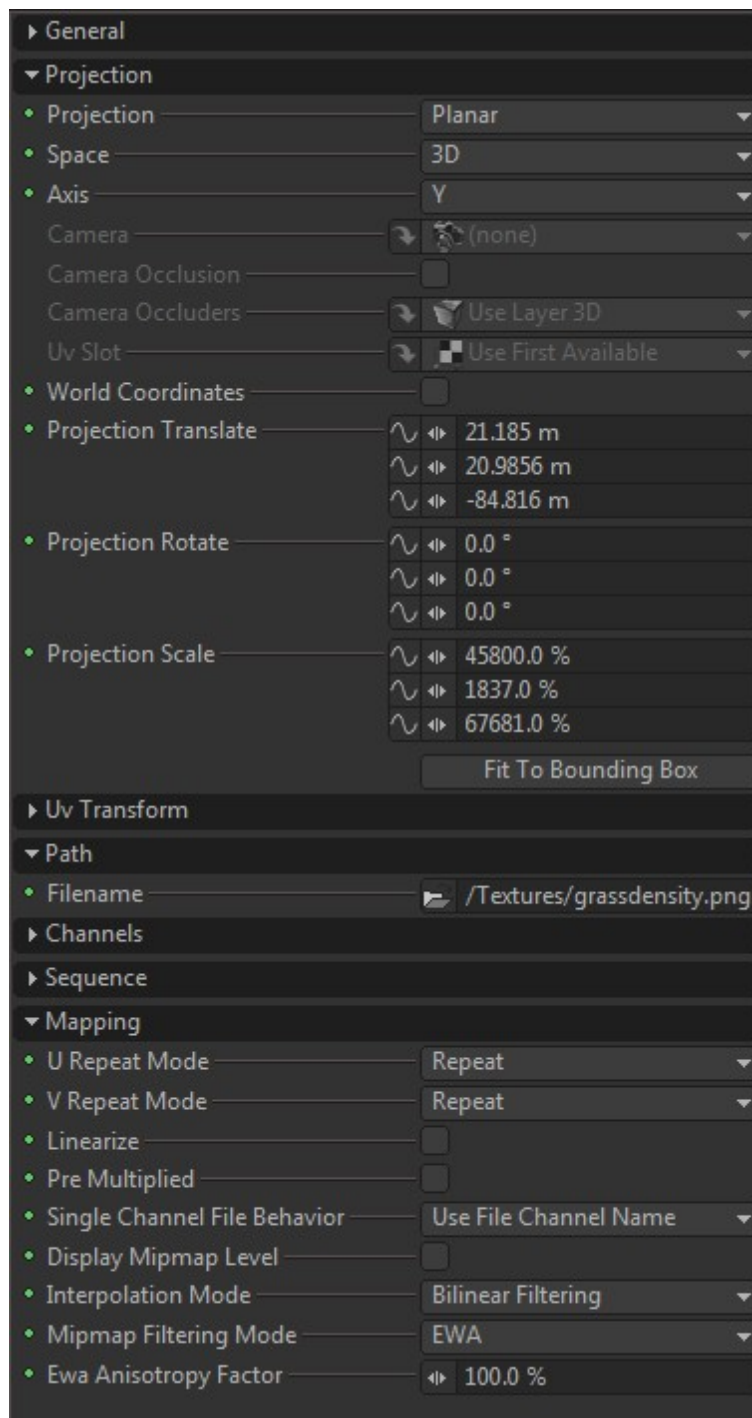 General
Projection
Projection Planar
Space 3D
Axis Y
Camera (none)
Camera Occlusion
Camera Occluders Use Layer 3D
Uv Slot Use First Available
World Coordinates
Projection Translate 21.185 m
20.9856 m
-84.816 m
Projection Rotate 0.0 °
0.0 °
0.0 °
Projection Scale 45800.0 %
1837.0 %
67681.0 %
Fit To Bounding Box
Uv Transform
Path
Filename /Textures/grassdensity.png
Channels
Sequence
Mapping
U Repeat Mode Repeat
V Repeat Mode Repeat
Linearize
Pre Multiplied
Single Channel File Behavior Use File Channel Name
Display Mipmap Level
Interpolation Mode Bilinear Filtering
Mipmap Filtering Mode EWA
Ewa Anisotropy Factor 100.0 %